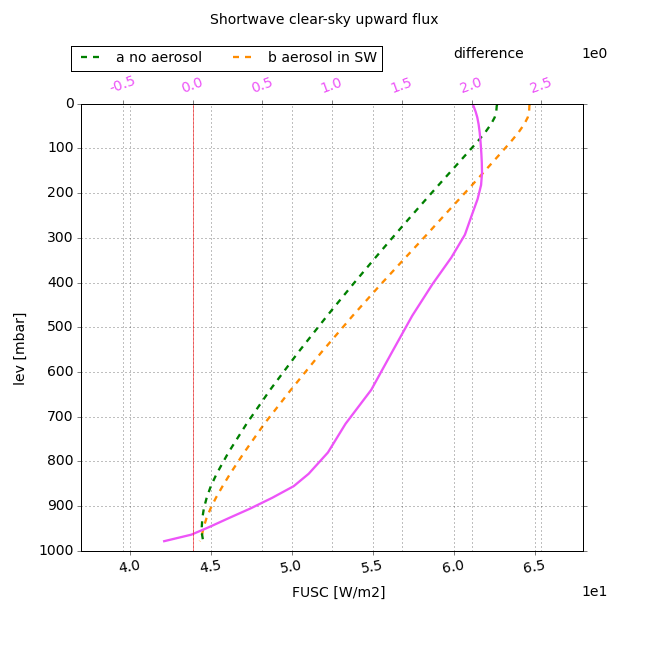 Shortwave clear-sky upward flux
a no aerosol b aerosol in SW difference 1e0
-0.5 0.0 0.5 1.0 1.5 2.0 2.5
0
100
200
300
400
500
600
700
800
900
1000
lev [mbar]
4.0 4.5 5.0 5.5 6.0 6.5
FUSC [W/m2] 1e1